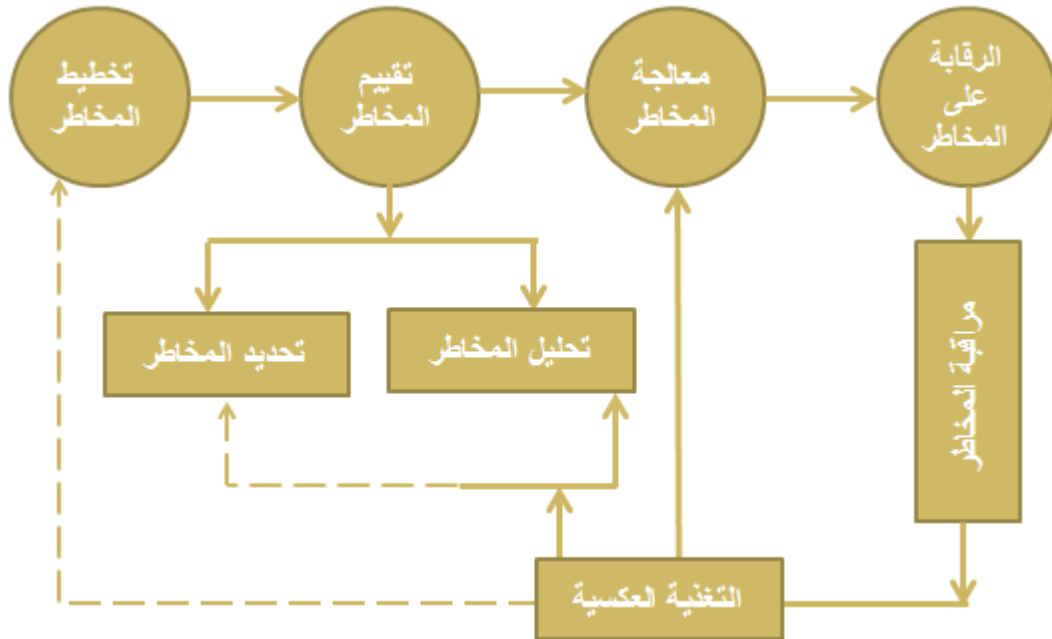 تخطيط
المخاطر
تقييم
المخاطر
معالجة
المخاطر
الرقابة
على
المخاطر
تحديد المخاطر
تحليل المخاطر
مراقبة المخاطر
التغذية العكسية